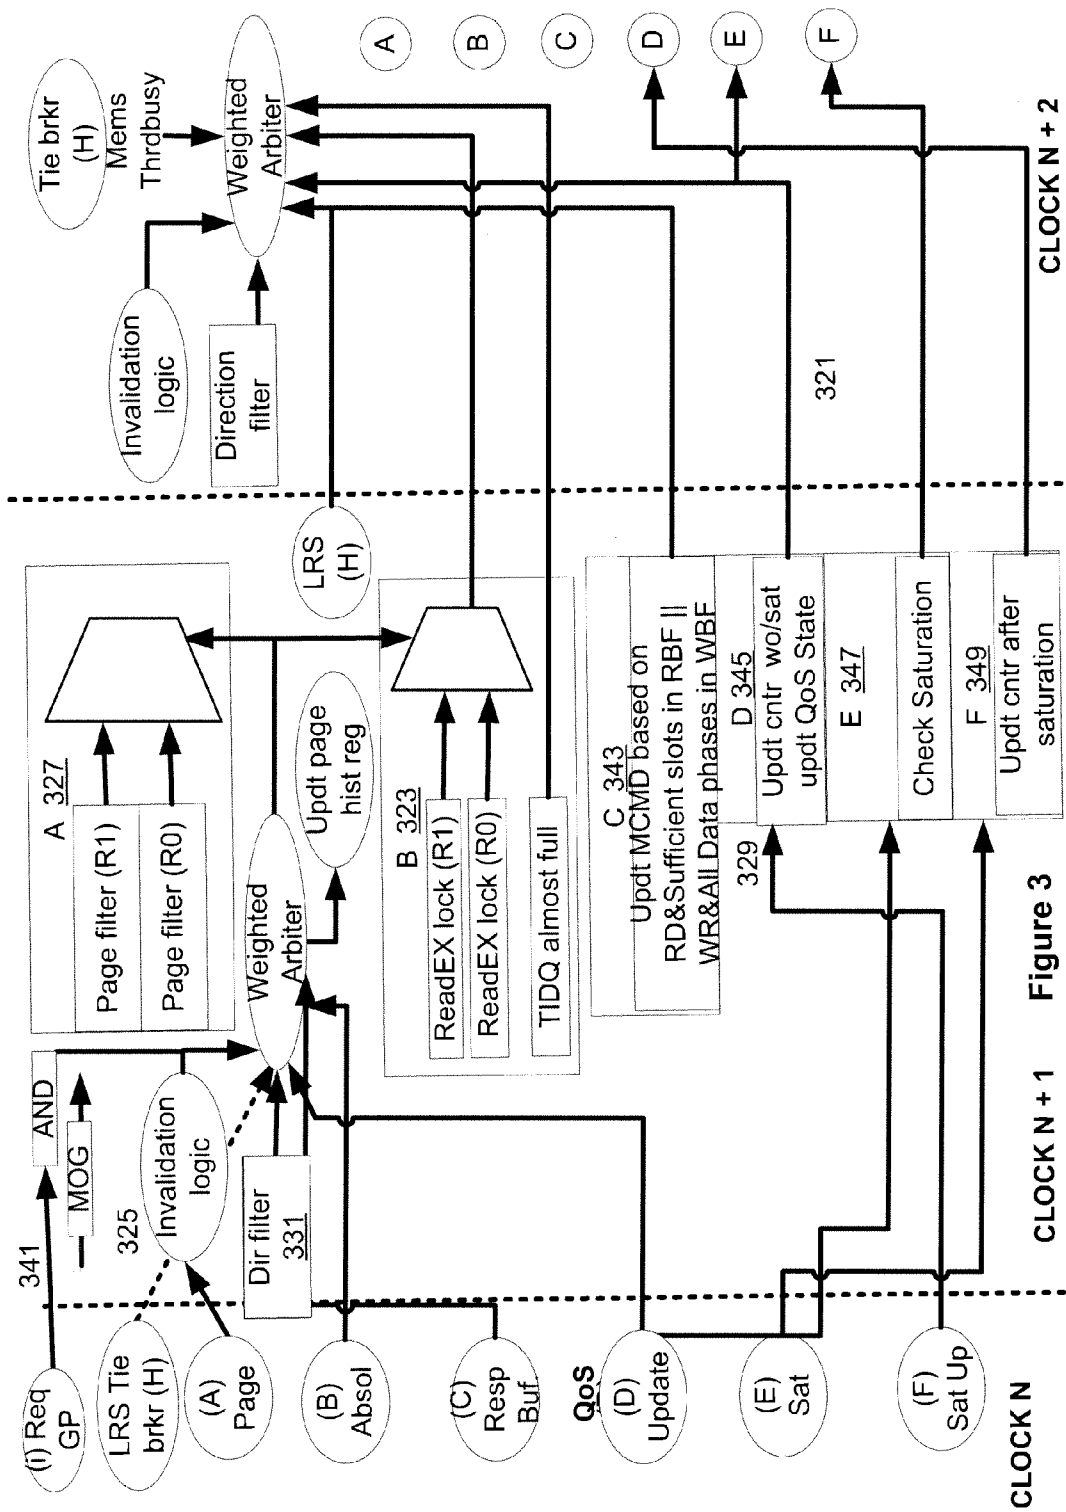 (i) Req
GP
LRS Tie
brkr (H)
(A)
Page
(B)
Absol
(C)
Resp
Buf
QoS
(D)
Update
(E)
Sat
(F)
Sat Up
CLOCK N
341
AND
MOG
325
Invalidation
logic
Dir filter
331
Weighted
Arbiter
Updt page
hist reg
A 327
Page filter (R1)
Page filter (R0)
B 323
ReadEX lock (R1)
ReadEX lock (R0)
TIDQ almost full
LRS
(H)
C 343
Updt MCMD based on
RD&Sufficient slots in RBF ||
WR&All Data phases in WBF
329
D 345
Updt cntr wo/sat
updt QoS State
E 347
Check Saturation
F 349
Updt cntr after
saturation
CLOCK N + 1
Figure 3
Invalidation
logic
Direction
filter
Tie brkr
(H)
Mems
Thrdbusy
Weighted
Arbiter
321
A
B
C
D
E
F
CLOCK N + 2